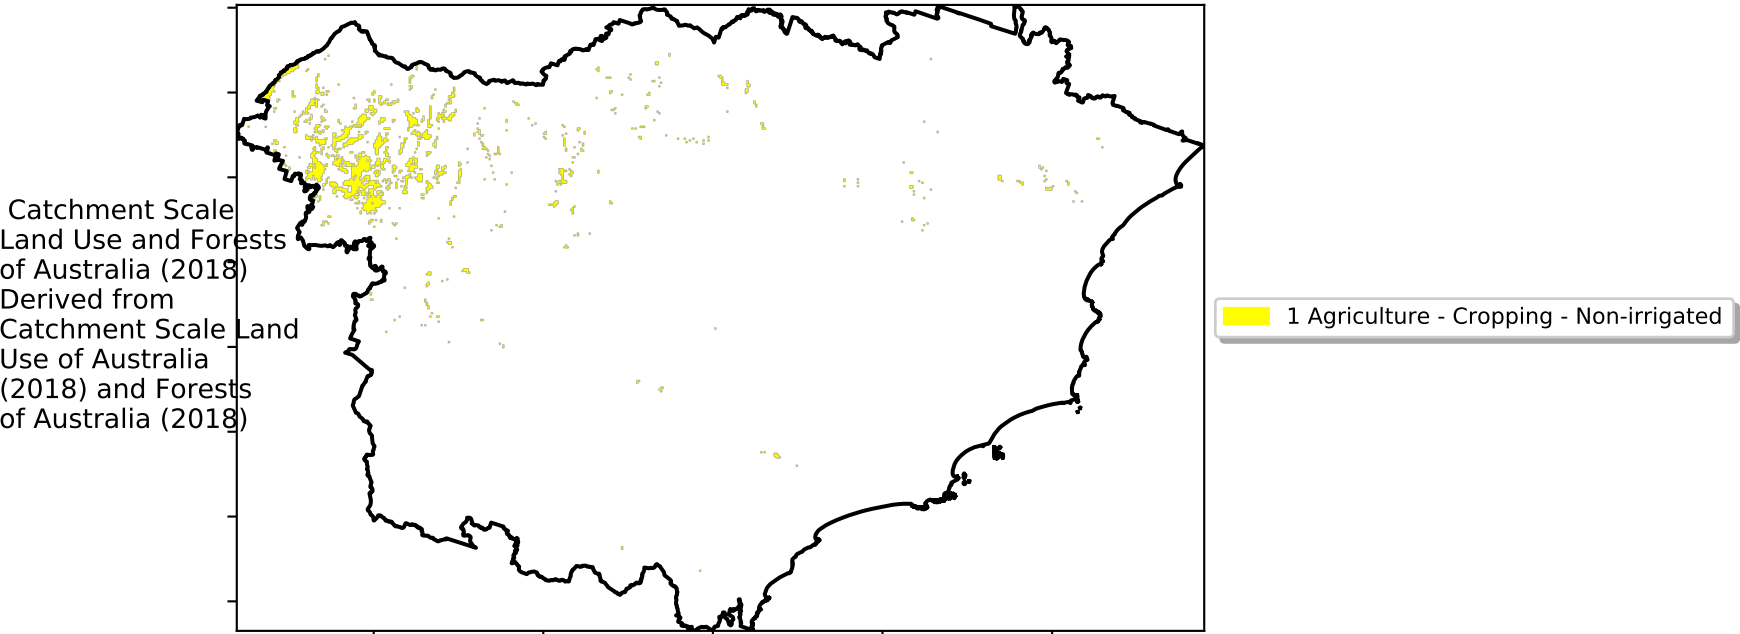 Catchment Scale
Land Use and Forests
of Australia (2018)
Derived from
Catchment Scale Land
Use of Australia
(2018) and Forests
of Australia (2018)
1 Agriculture - Cropping - Non-irrigated